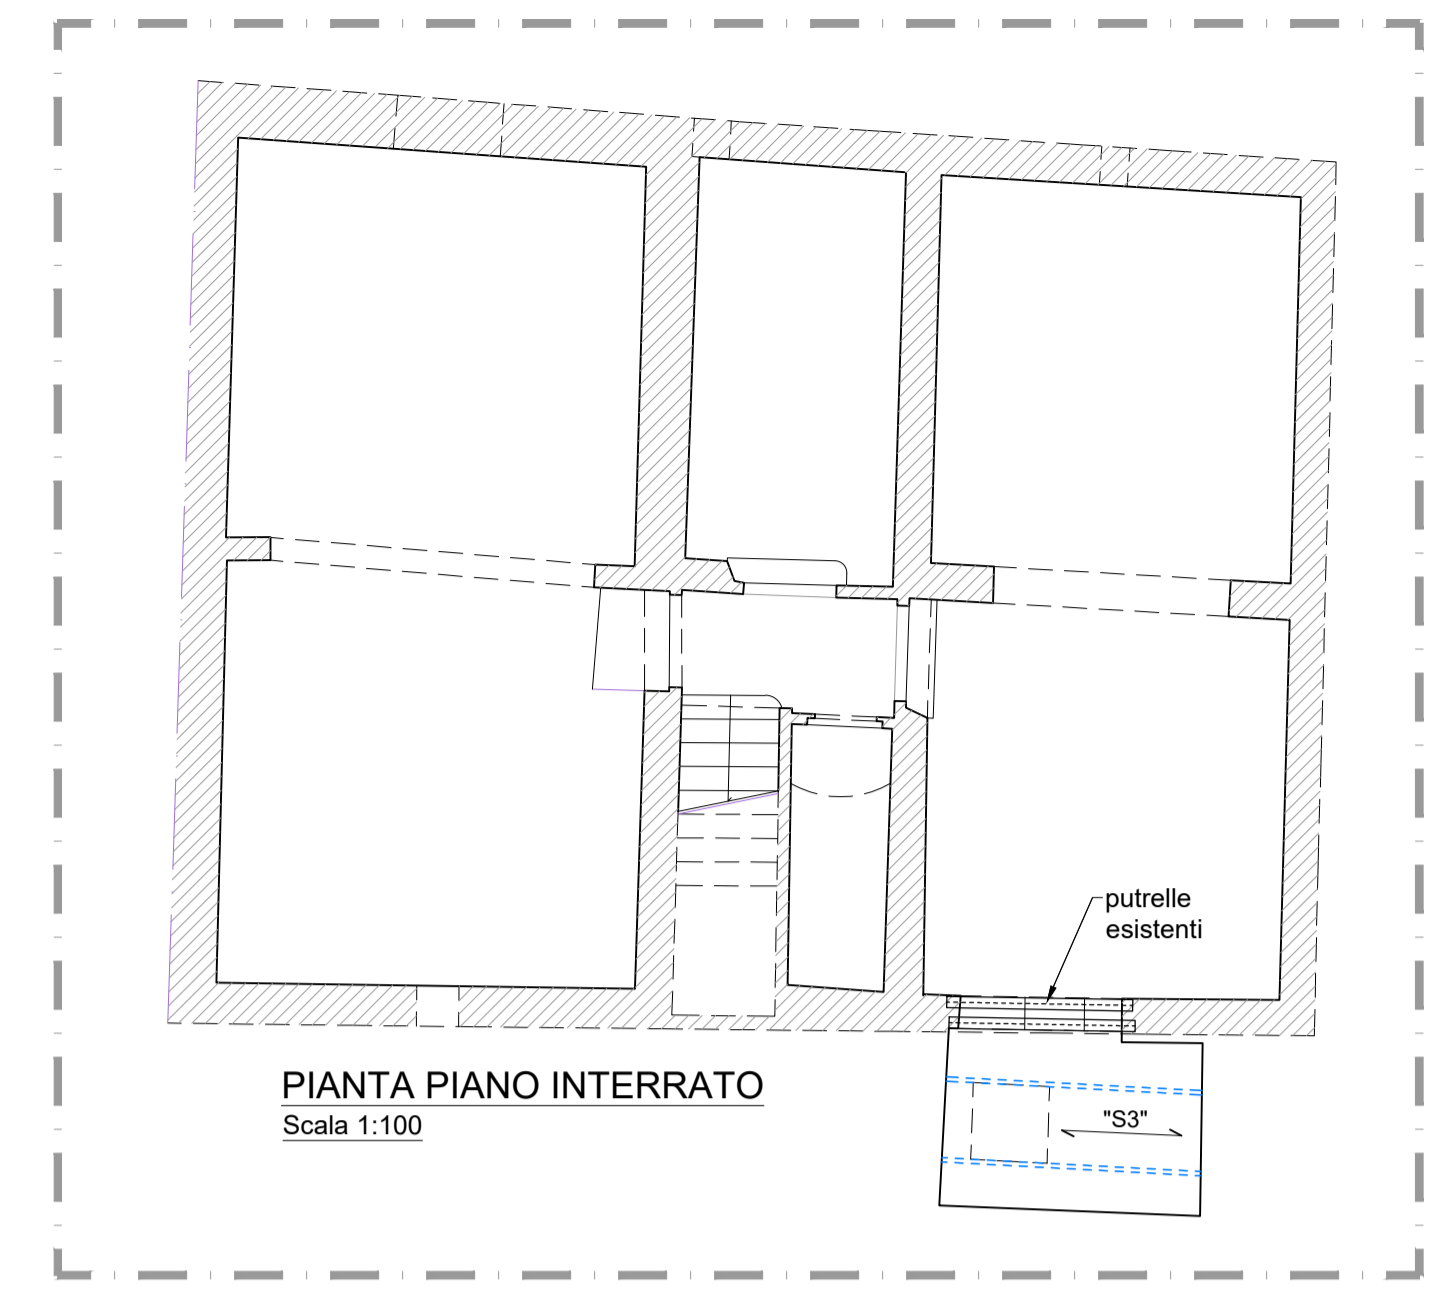 putrelle
esistenti
PIANTA PIANO INTERRATO
Scala 1:100
"S3"